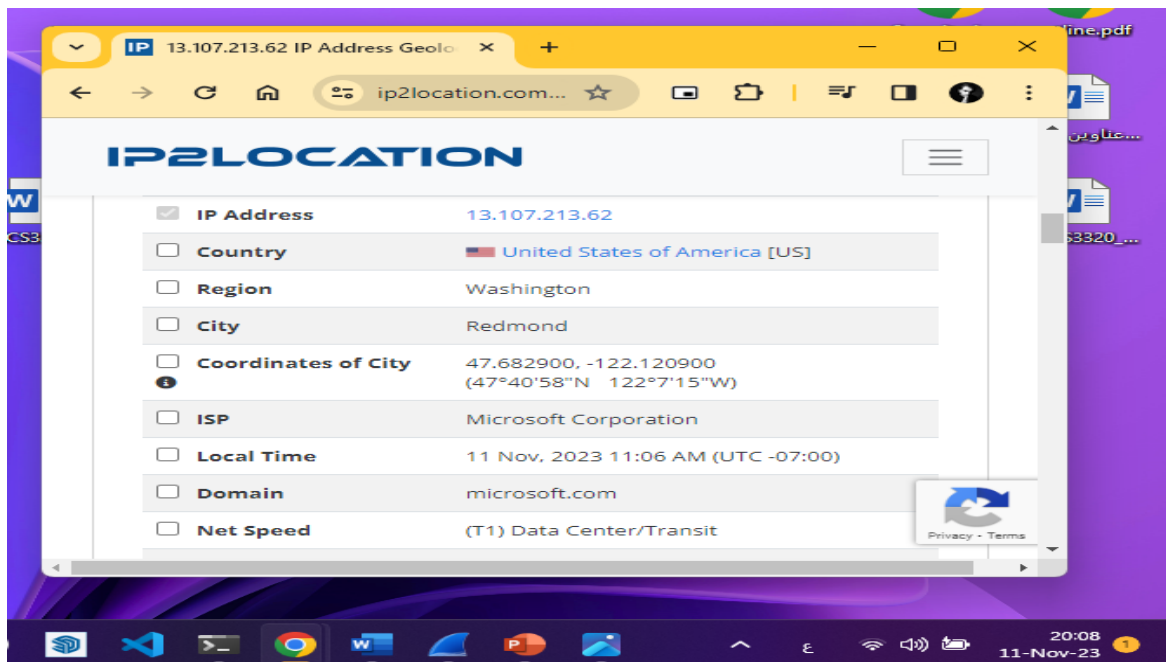 ine.pdf
IP 13.107.213.62 IP Address Geolo
ip2location.com...
IP2LOCATION
عناوين...
W
CS3
S3320_...
IP Address 13.107.213.62
Country United States of America [US]
Region Washington
City Redmond
Coordinates of City 47.682900, -122.120900
(47°40'58"N 122°7'15"W)
ISP Microsoft Corporation
Local Time 11 Nov, 2023 11:06 AM (UTC -07:00)
Domain microsoft.com
Net Speed (T1) Data Center/Transit
Privacy - Terms
W
P
ع
20:08
11-Nov-23
1